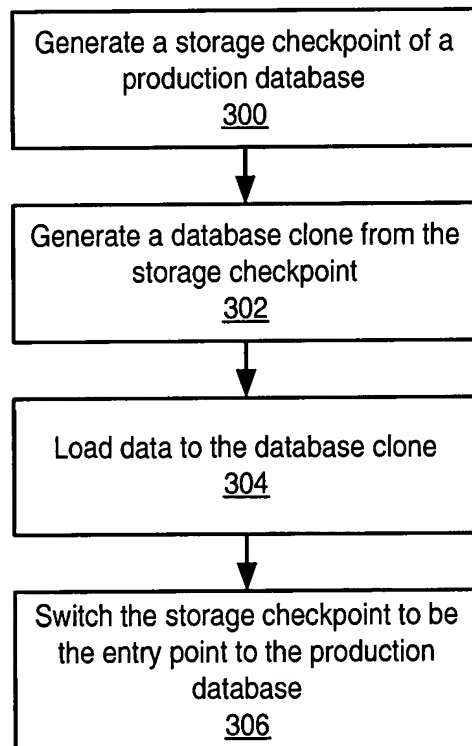 Generate a storage checkpoint of a
production database
300
Generate a database clone from the
storage checkpoint
302
Load data to the database clone
304
Switch the storage checkpoint to be
the entry point to the production
database
306